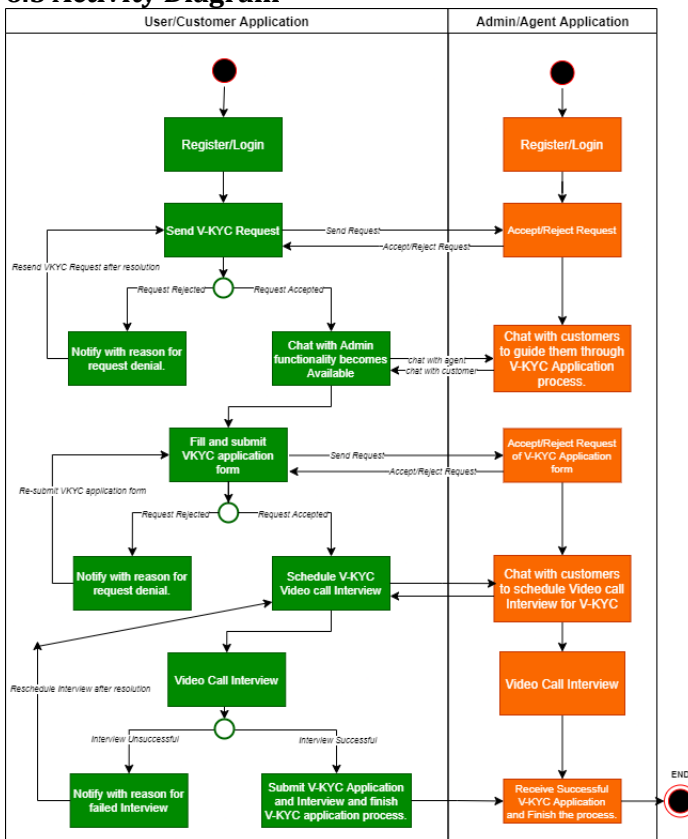 6.3 Activity Diagram
User/Customer Application
Admin/Agent Application
Register/Login
Register/Login
Send V-KYC Request
Send Request
Accept/Reject Request
Accept/Reject Request
Resend VKYC Request after resolution
Request Rejected
Request Accepted
Notify with reason for
request denial.
Chat with Admin
functionality becomes
Available
chat with agent
chat with customer
Chat with customers
to guide them through
V-KYC Application
process.
Fill and submit
VKYC application
form
Send Request
Accept/Reject Request
Accept/Reject Request
of V-KYC Application
form
Re-submit VKYC application form
Request Rejected
Request Accepted
Notify with reason for
request denial.
Schedule V-KYC
Video call Interview
Chat with customers
to schedule Video call
Interview for V-KYC
Video Call Interview
Video Call Interview
Reschedule Interview after resolution
Interview Unsuccessful
Interview Successful
Notify with reason for
failed Interview
Submit V-KYC Application
and Interview and finish
V-KYC application process.
Receive Successful
V-KYC Application
and Finish the process.
END